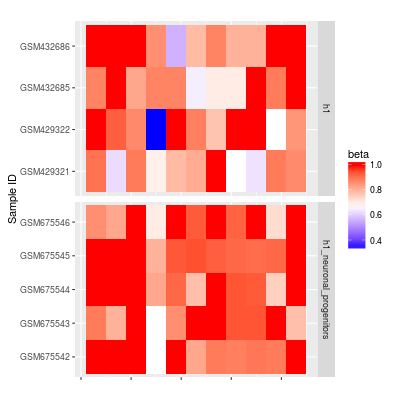 GSM432686
GSM432685
GSM429322
GSM429321
h1
GSM675546
GSM675545
GSM675544
GSM675543
GSM675542
h1_neuronal_progenitors
Sample ID
beta
1.0
0.8
0.6
0.4